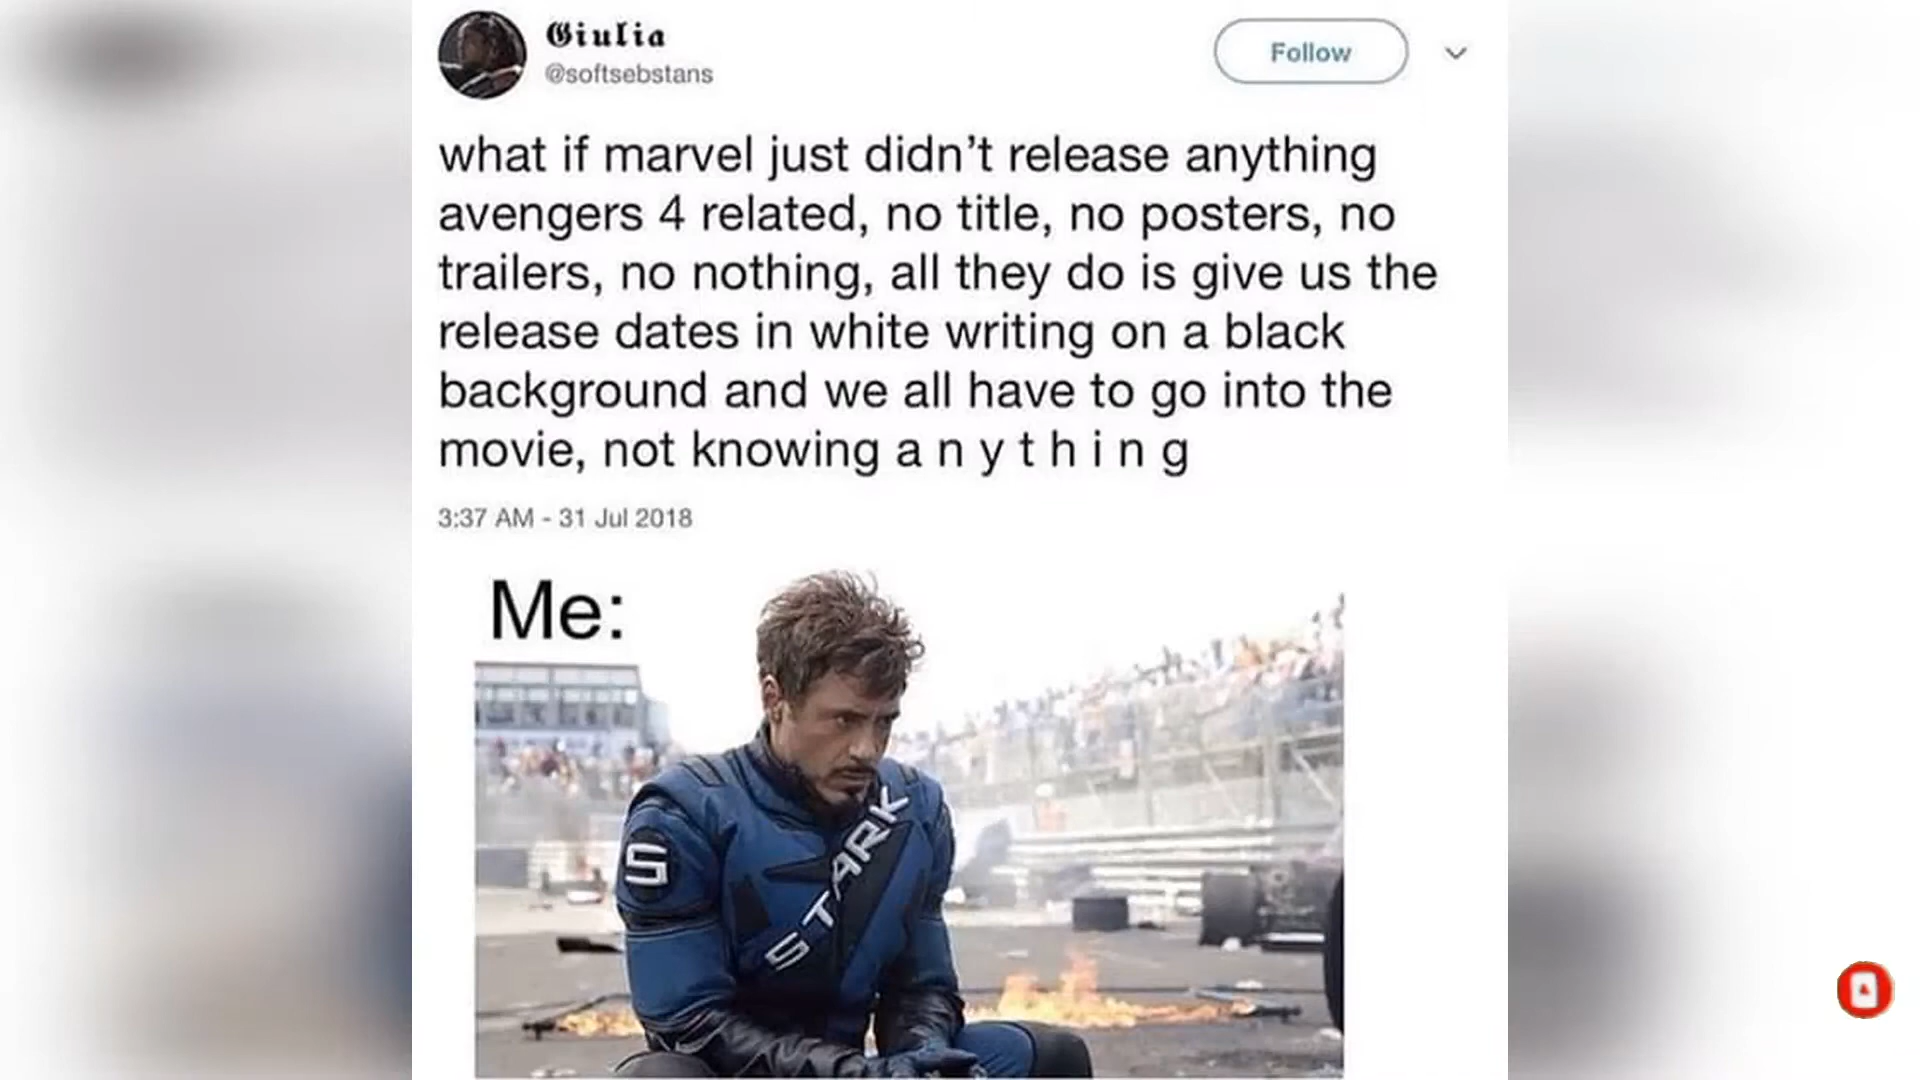 Giulia
@softsebstans
Follow
what if marvel just didn’t release anything
avengers 4 related, no title, no posters, no
trailers, no nothing, all they do is give us the
release dates in white writing on a black
background and we all have to go into the
movie, not knowing a n y t h i n g
3:37 AM - 31 Jul 2018
Me:
S
STARK